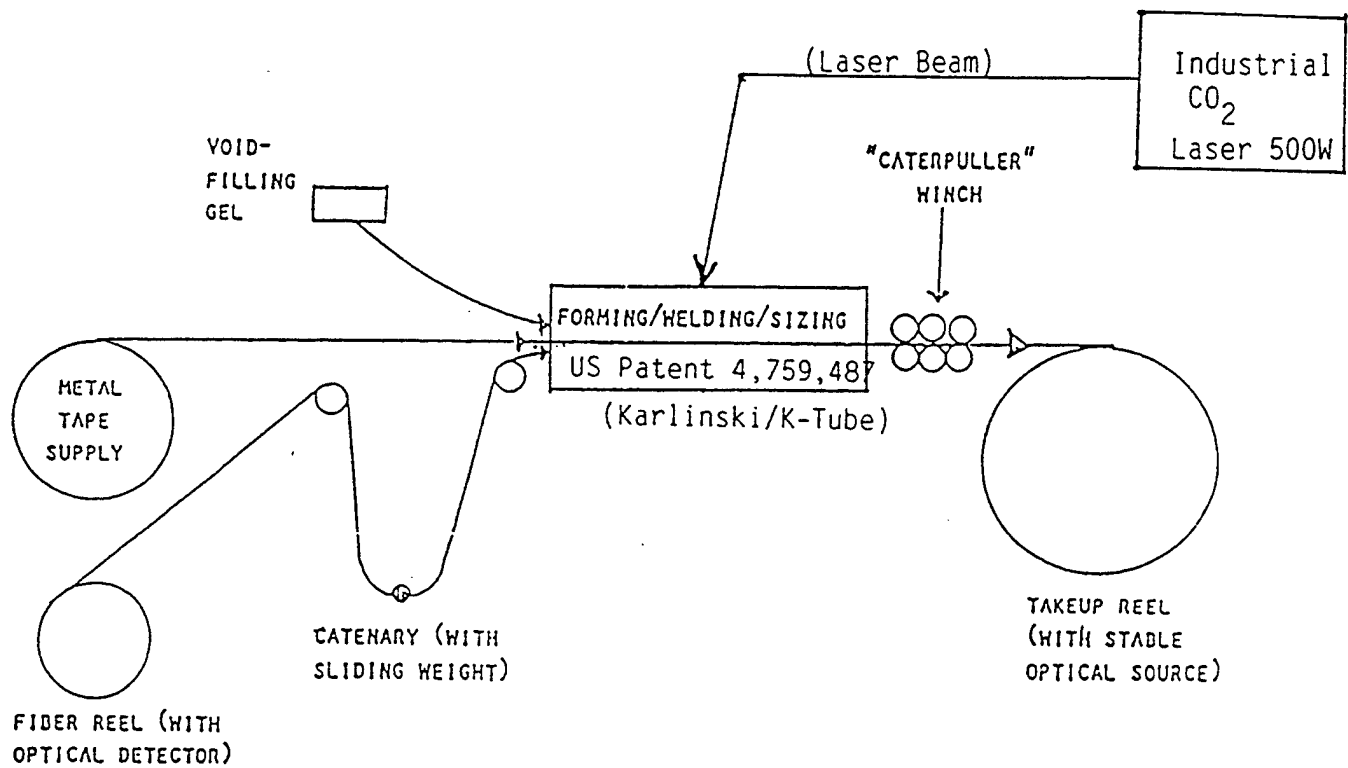 (Laser Beam)
Industrial
CO2
Laser 500W
VOID-
FILLING
GEL
"CATERPULLER"
WINCH
FORMING/WELDING/SIZING
US Patent 4,759,487
(Karlinski/K-Tube)
METAL
TAPE
SUPPLY
CATENARY (WITH
SLIDING WEIGHT)
TAKEUP REEL
(WITH STABLE
OPTICAL SOURCE)
FIBER REEL (WITH
OPTICAL DETECTOR)